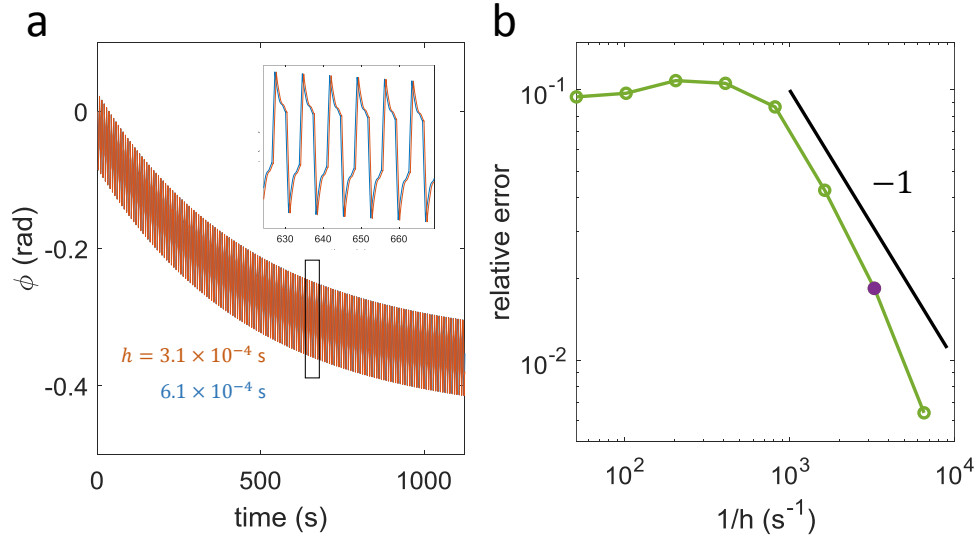 a
0
-0.2
-0.4
ϕ (rad)
0
500
1000
time (s)
630
640
650
660
h = 3.1 × 10⁻⁴ s
6.1 × 10⁻⁴ s
b
10⁻¹
10⁻²
relative error
−1
10²
10³
10⁴
1/h (s⁻¹)